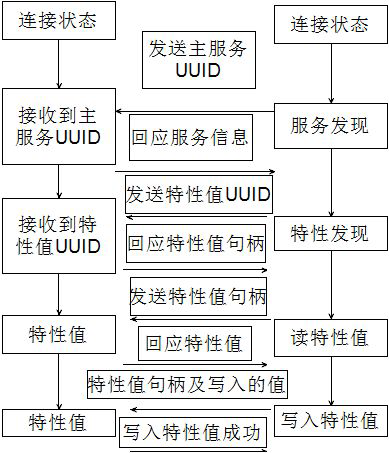 连接状态
发送主服务
UUID
连接状态
接收到主
服务UUID
回应服务信息
服务发现
发送特性值UUID
接收到特
性值UUID
回应特性值句柄
特性发现
发送特性值句柄
特性值
回应特性值
读特性值
特性值句柄及写入的值
特性值
写入特性值成功
写入特性值